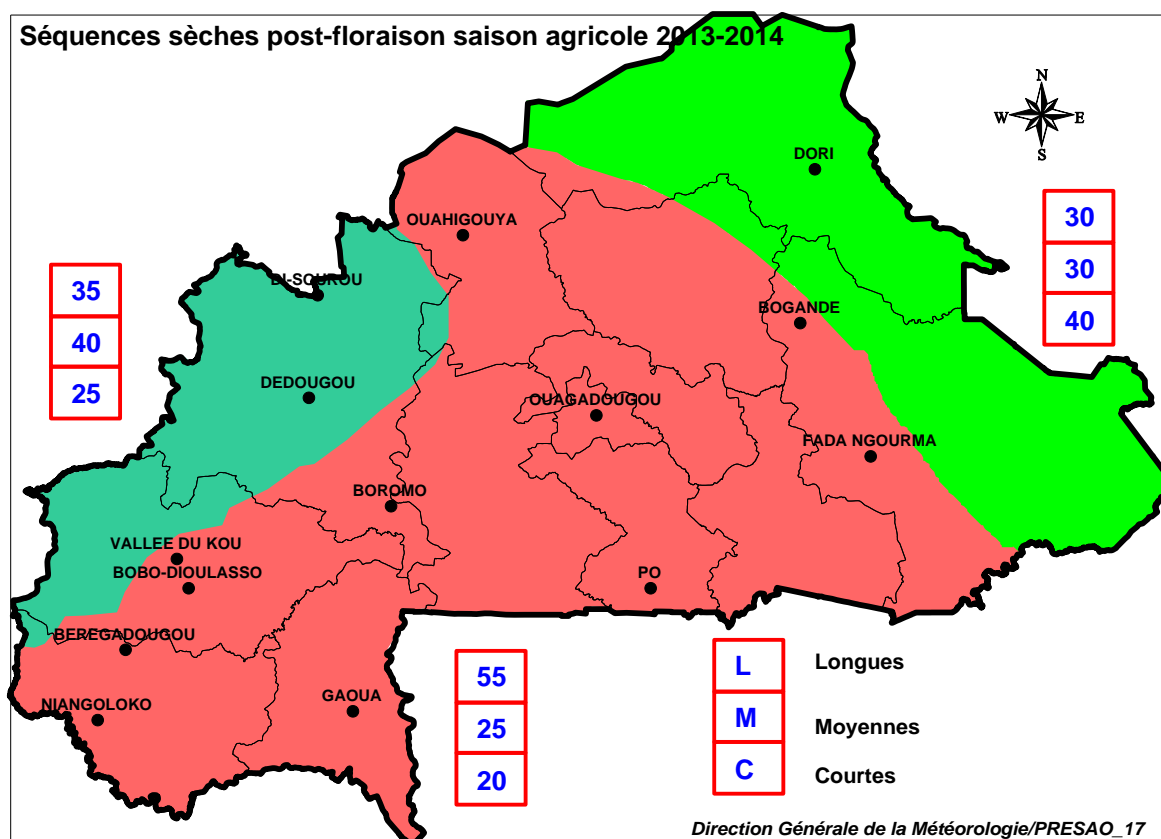 Séquences sèches post-floraison saison agricole 2013-2014
N
W E
S
DORI
OUAHIGOUYA
30
30
40
DI-SOUROU
35
40
25
BOGANDE
DEDOUGOU
OUAGADOUGOU
FADA NGOURMA
BOROMO
VALLEE DU KOU
BOBO-DIOULASSO
PO
BEREGADOUGOU
NIANGOLOKO
GAOUA
55
25
20
L Longues
M Moyennes
C Courtes
Direction Générale de la Météorologie/PRESAO_17